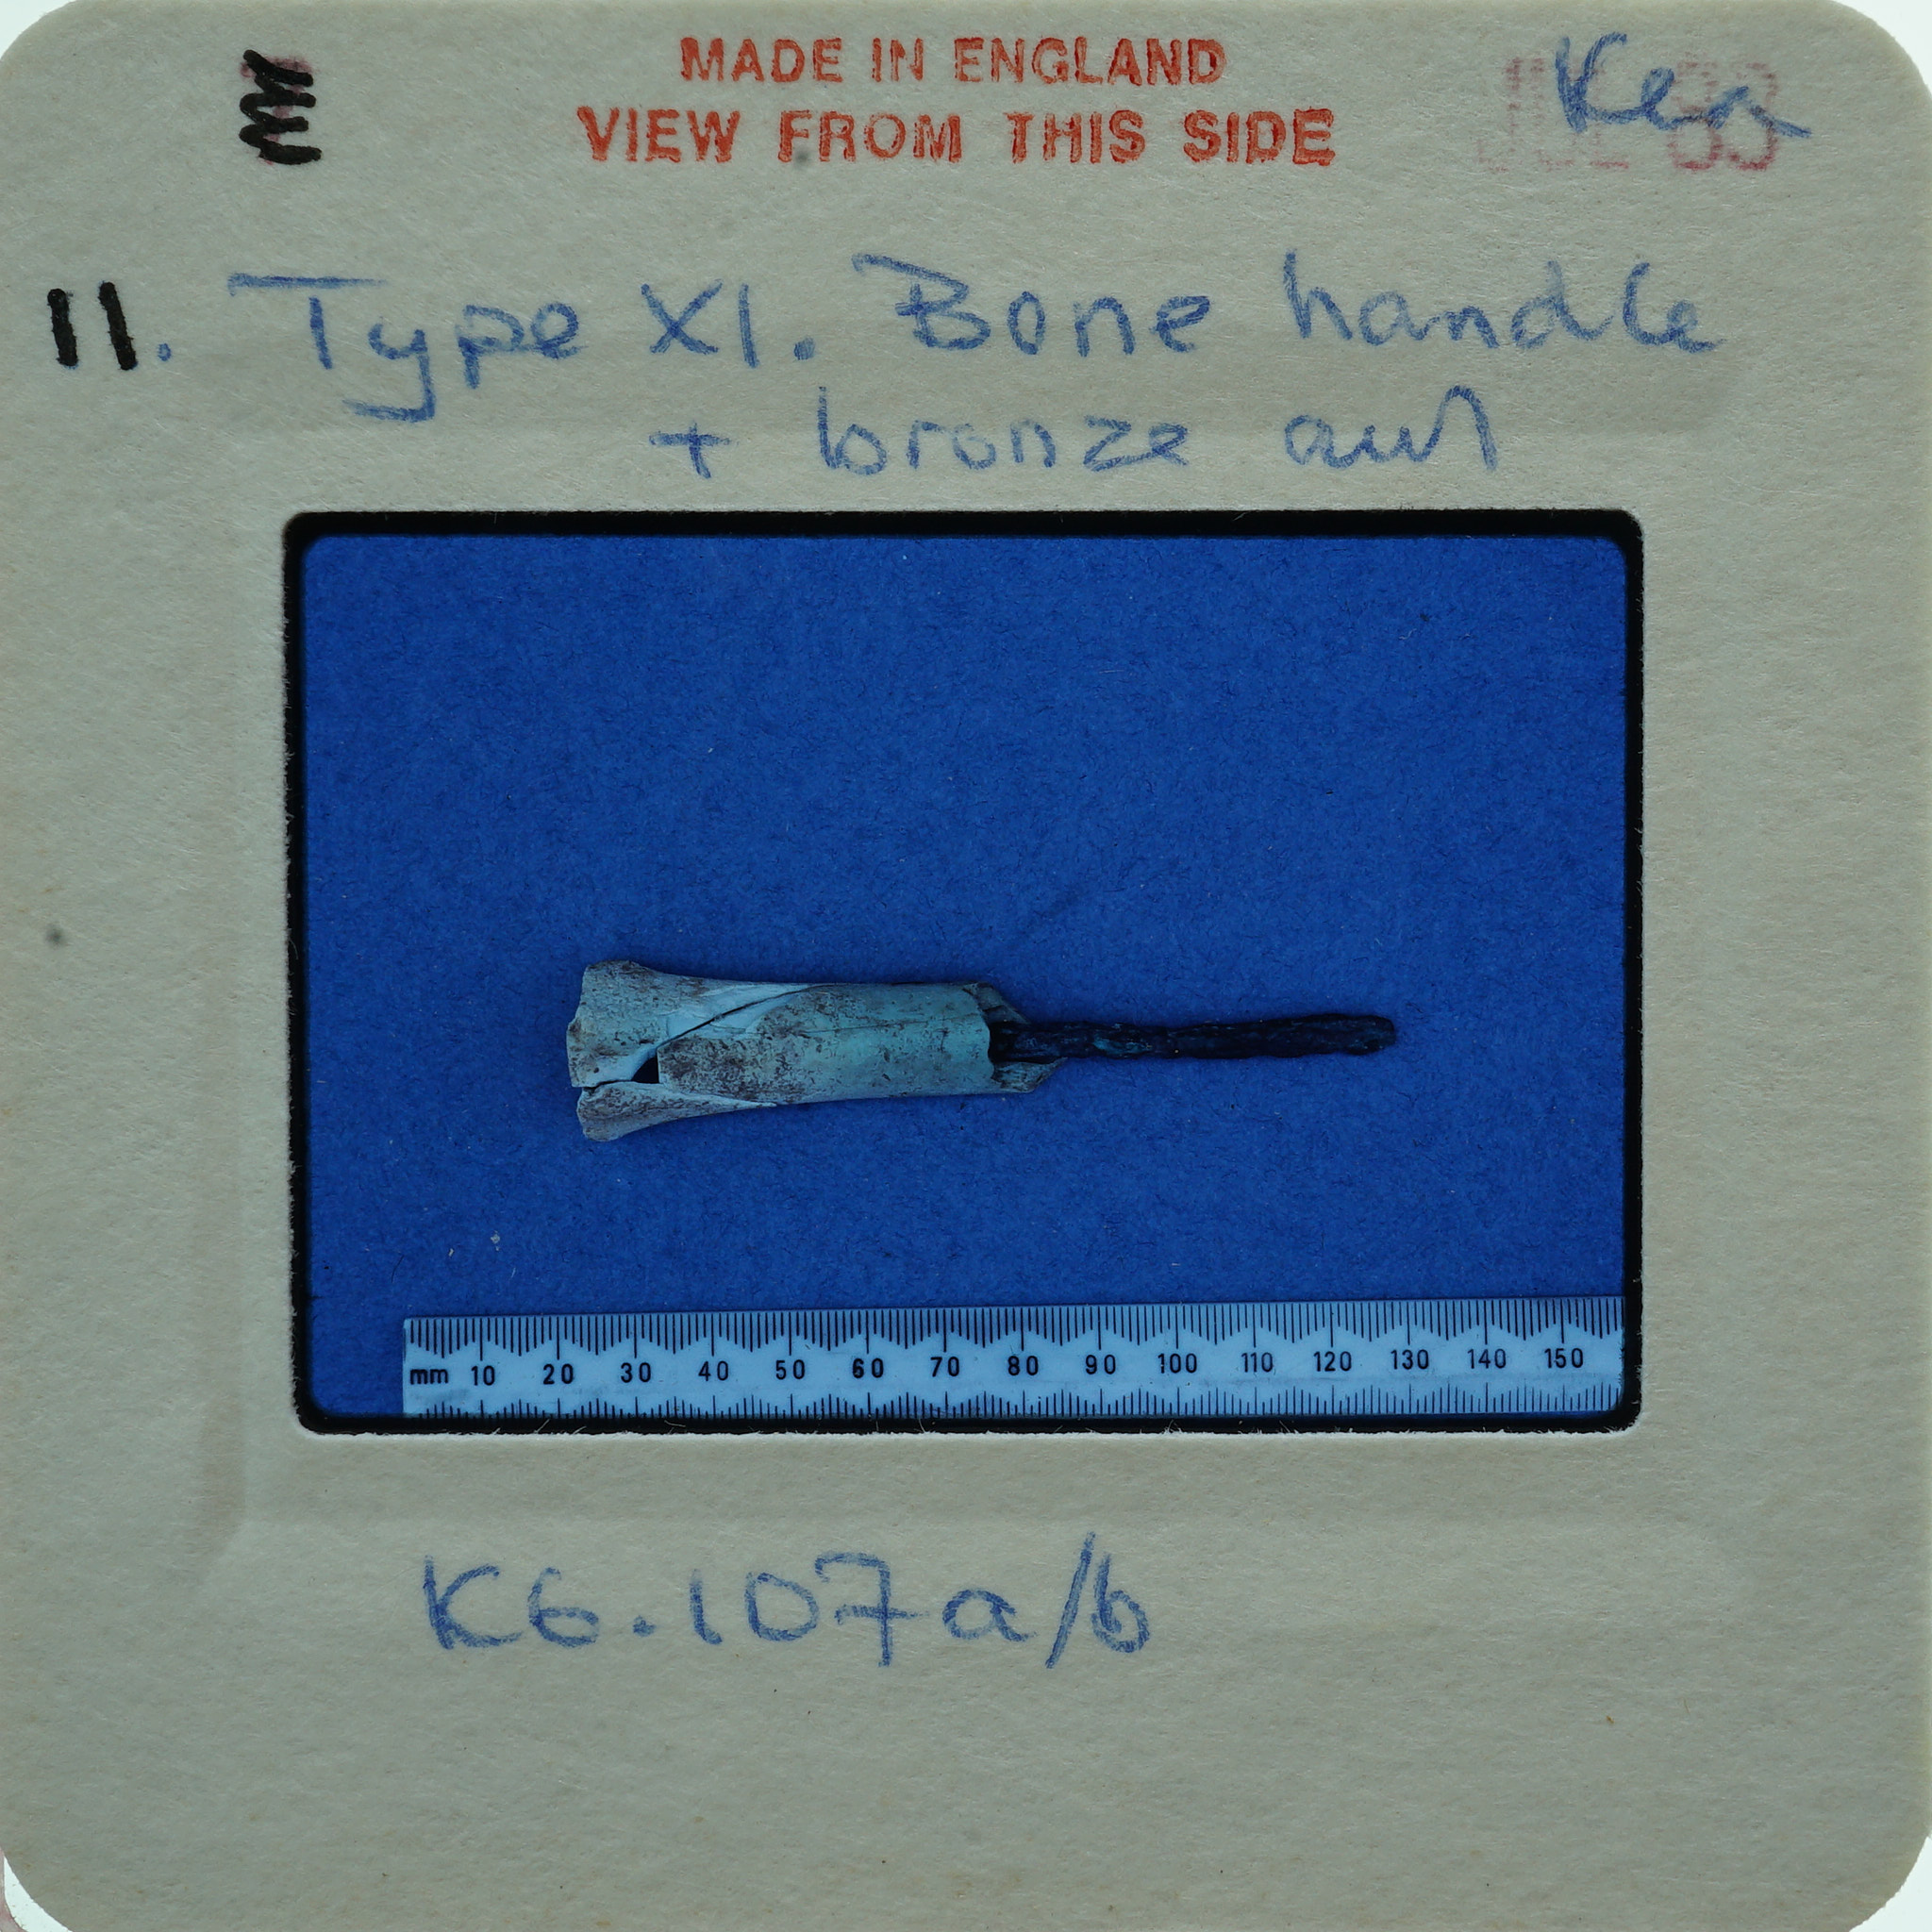 MADE IN ENGLAND
VIEW FROM THIS SIDE
11. Type XI. Bone handle
+ bronze awl
mm 10 20 30 40 50 60 70 80 90 100 110 120 130 140 150
K6.107a/b